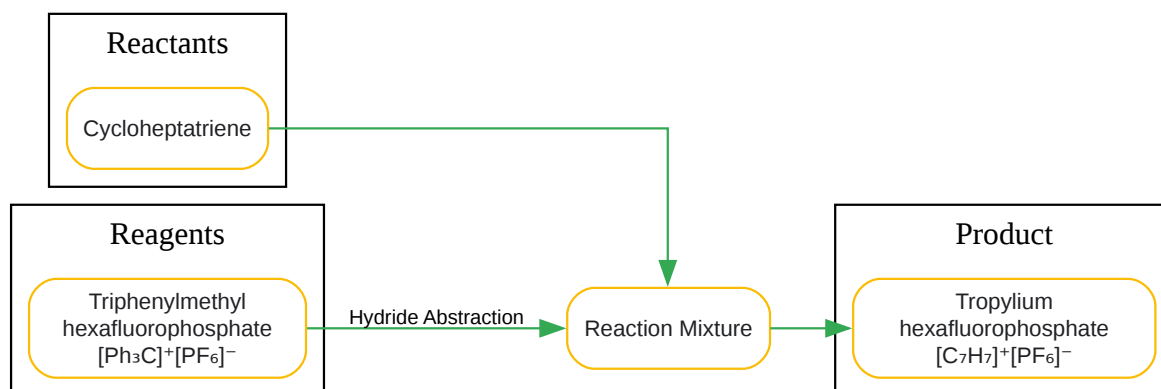 Reactants
Cycloheptatriene
Reagents
Triphenylmethyl
hexafluorophosphate
[Ph₃C]⁺[PF₆]⁻
Hydride Abstraction
Reaction Mixture
Product
Tropylium
hexafluorophosphate
[C₇H₇]⁺[PF₆]⁻